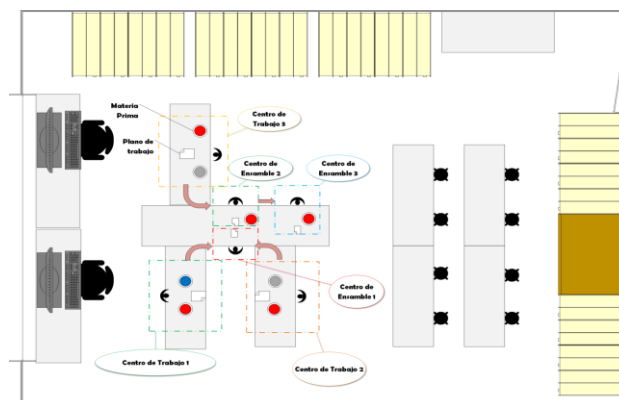 Materia
Prima
Plano de
trabajo
Centro de
Trabajo 3
Centro de
Ensamble 2
Centro de
Ensamble 3
Centro de
Ensamble 1
Centro de Trabajo 1
Centro de Trabajo 2